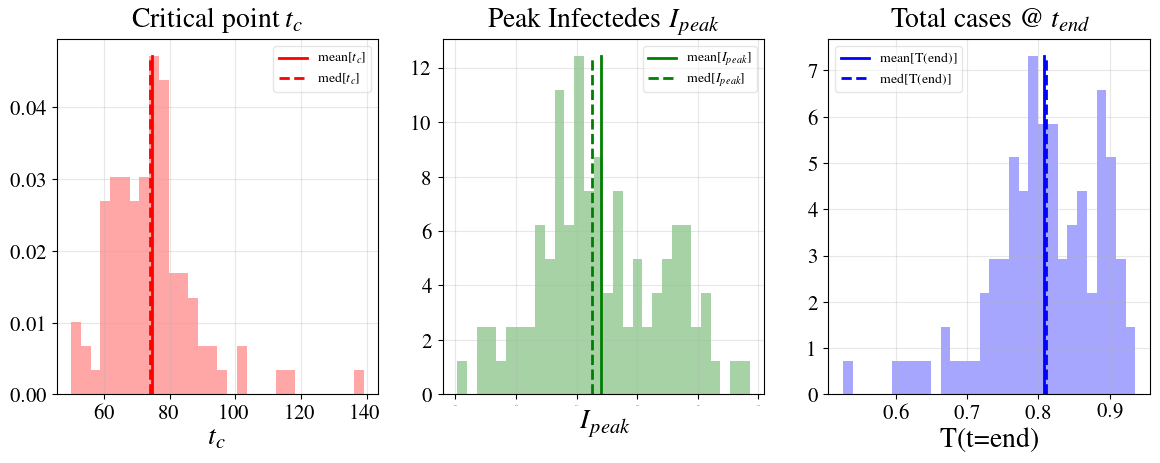 Critical point t_c
mean[t_c]
med[t_c]
0.04
0.03
0.02
0.01
0.00
60 80 100 120 140
t_c
Peak Infectedes I_peak
mean[I_peak]
med[I_peak]
12
10
8
6
4
2
0
I_peak
Total cases @ t_end
mean[T(end)]
med[T(end)]
7
6
5
4
3
2
1
0
0.6 0.7 0.8 0.9
T(t=end)